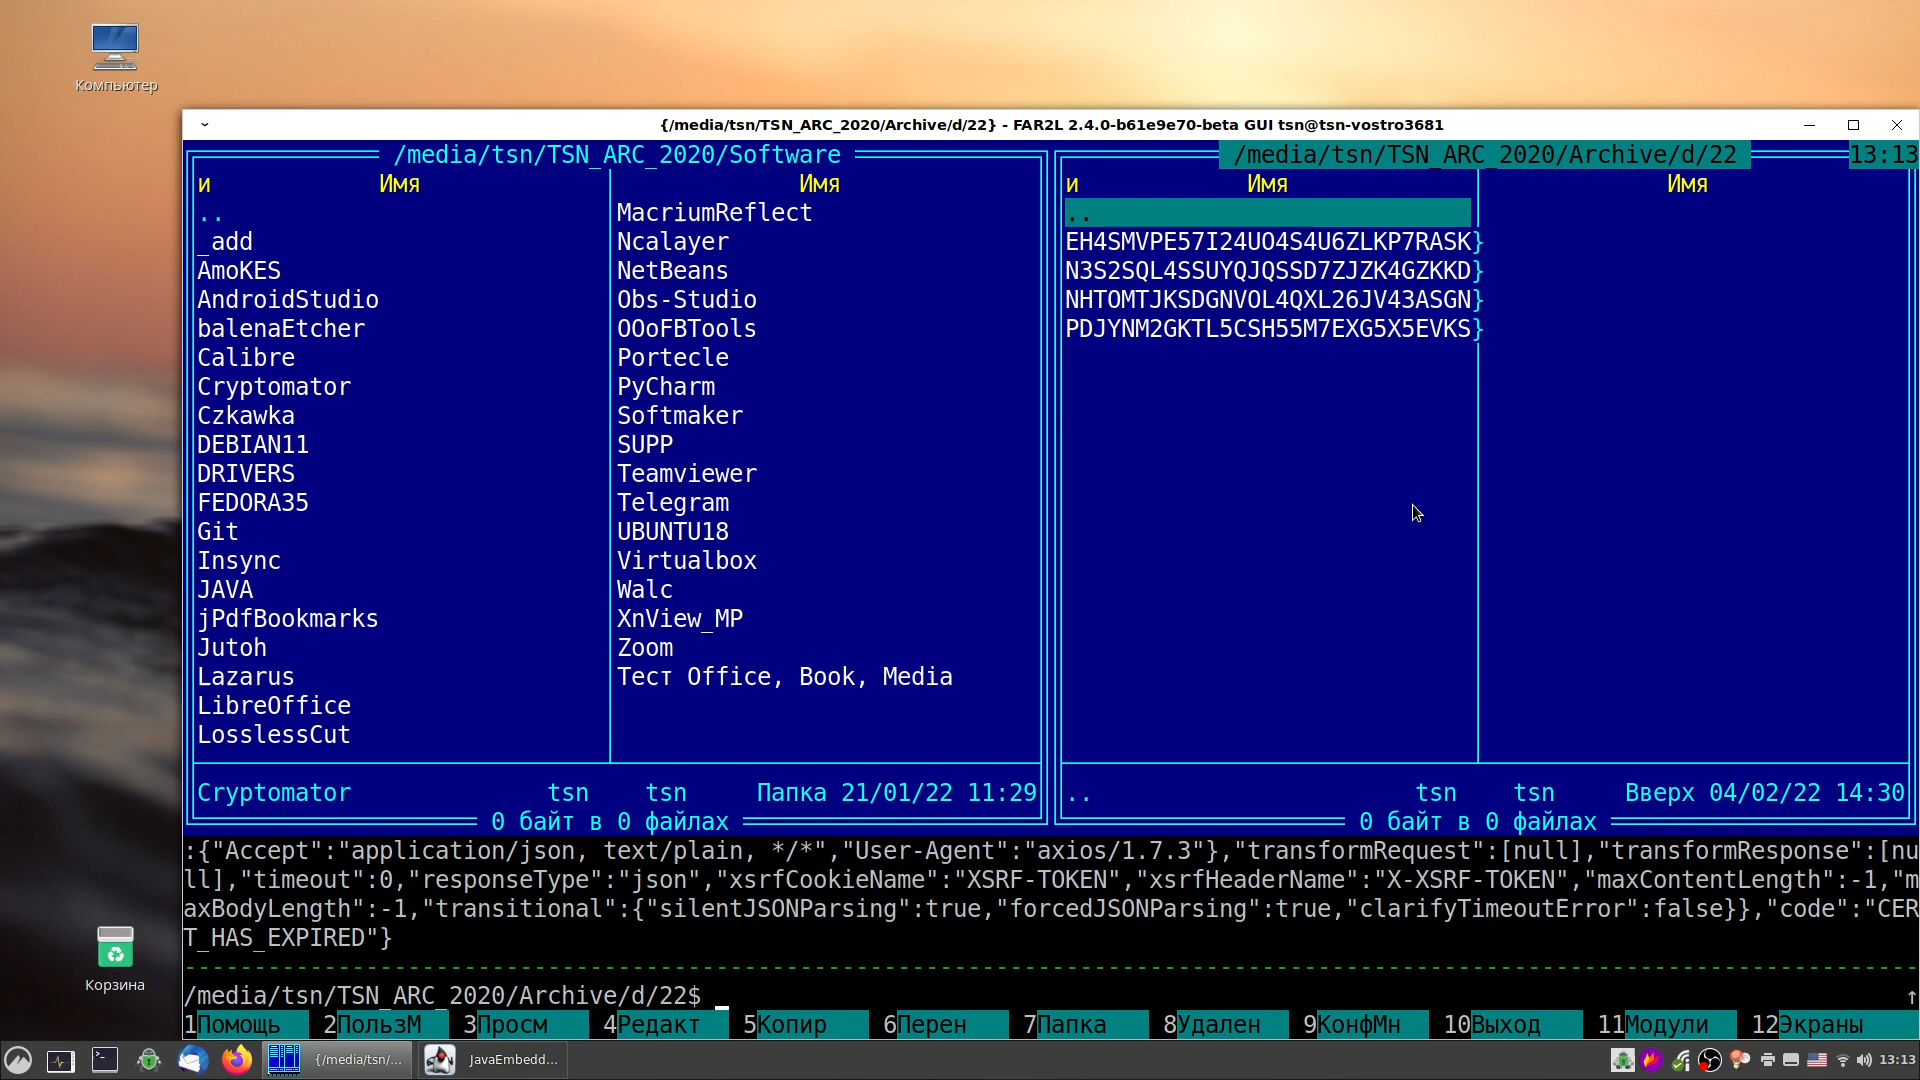 Компьютер
{/media/tsn/TSN_ARC_2020/Archive/d/22} - FAR2L 2.4.0-b61e9e70-beta GUI tsn@tsn-vostro3681
/media/tsn/TSN_ARC_2020/Software
и Имя Имя
..
_add
AmoKES
AndroidStudio
balenaEtcher
Calibre
Cryptomator
Czkawka
DEBIAN11
DRIVERS
FEDORA35
Git
Insync
JAVA
jPdfBookmarks
Jutoh
Lazarus
LibreOffice
LosslessCut
MacriumReflect
Ncalayer
NetBeans
Obs-Studio
OOoFBTools
Portecle
PyCharm
Softmaker
SUPP
Teamviewer
Telegram
UBUNTU18
Virtualbox
Walc
XnView_MP
Zoom
Тест Office, Book, Media
Cryptomator tsn tsn Папка 21/01/22 11:29
0 байт в 0 файлах
/media/tsn/TSN_ARC_2020/Archive/d/22 13:13
и Имя Имя
..
EH4SMVPE57I24UO4S4U6ZLKP7RASK}
N3S2SQL4SSUYQJQSSD7ZJZK4GZKKD}
NHTOMTJKSDGNVOL4QXL26JV43ASGN}
PDJYNM2GKTL5CSH55M7EXG5X5EVKS}
.. tsn tsn Вверх 04/02/22 14:30
0 байт в 0 файлах
:{"Accept":"application/json, text/plain, */*","User-Agent":"axios/1.7.3"},"transformRequest":[null],"transformResponse":[nu
ll],"timeout":0,"responseType":"json","xsrfCookieName":"XSRF-TOKEN","xsrfHeaderName":"X-XSRF-TOKEN","maxContentLength":-1,"m
axBodyLength":-1,"transitional":{"silentJSONParsing":true,"forcedJSONParsing":true,"clarifyTimeoutError":false}},"code":"CER
T_HAS_EXPIRED"}
/media/tsn/TSN_ARC_2020/Archive/d/22$
1Помощь 2ПользМ 3Просм 4Редакт 5Копир 6Перен 7Папка 8Удален 9КонфМн 10Выход 11Модули 12Экраны
Корзина
{/media/tsn/... JavaEmbedd... 13:13